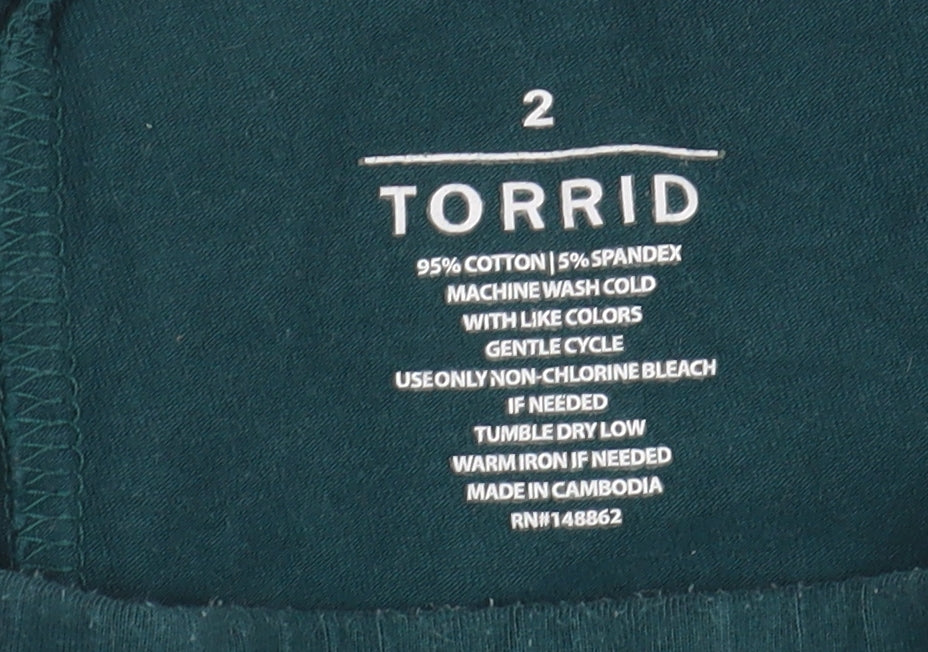 2
TORRID
95% COTTON | 5% SPANDEX
MACHINE WASH COLD
WITH LIKE COLORS
GENTLE CYCLE
USE ONLY NON-CHLORINE BLEACH
IF NEEDED
TUMBLE DRY LOW
WARM IRON IF NEEDED
MADE IN CAMBODIA
RN#148862